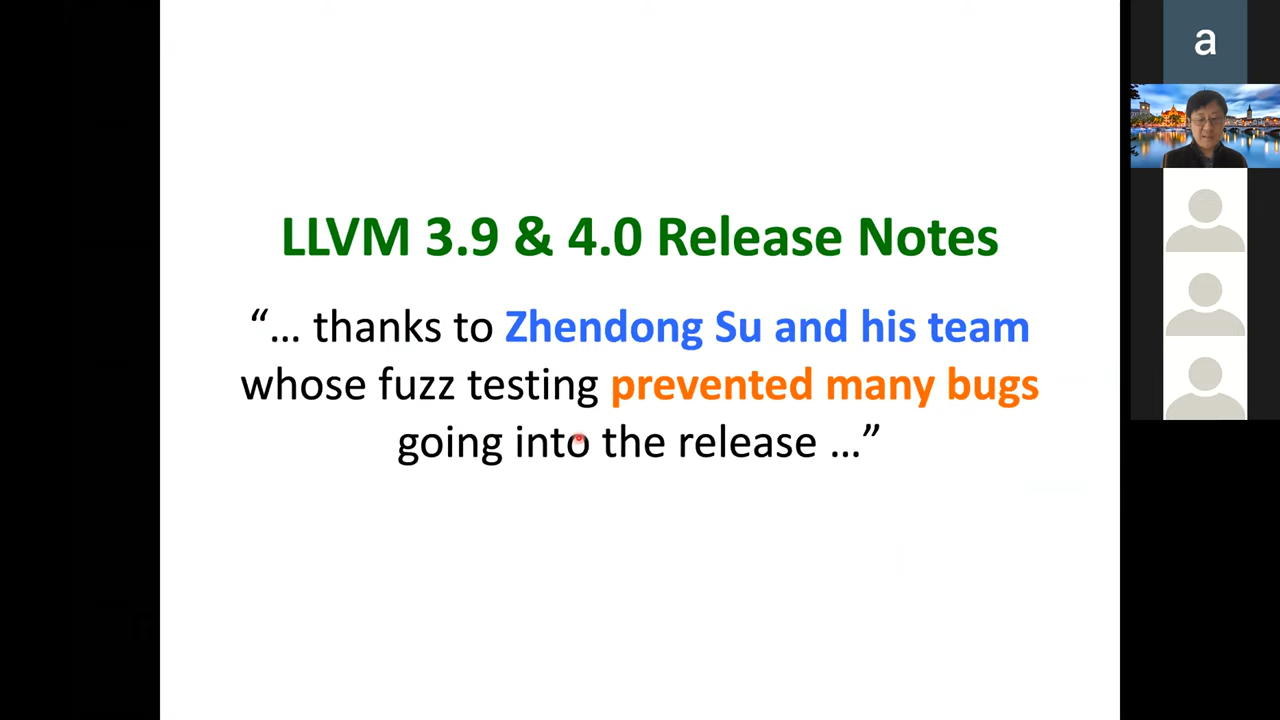 LLVM 3.9 & 4.0 Release Notes
“… thanks to Zhendong Su and his team
whose fuzz testing prevented many bugs
going into the release …”
a